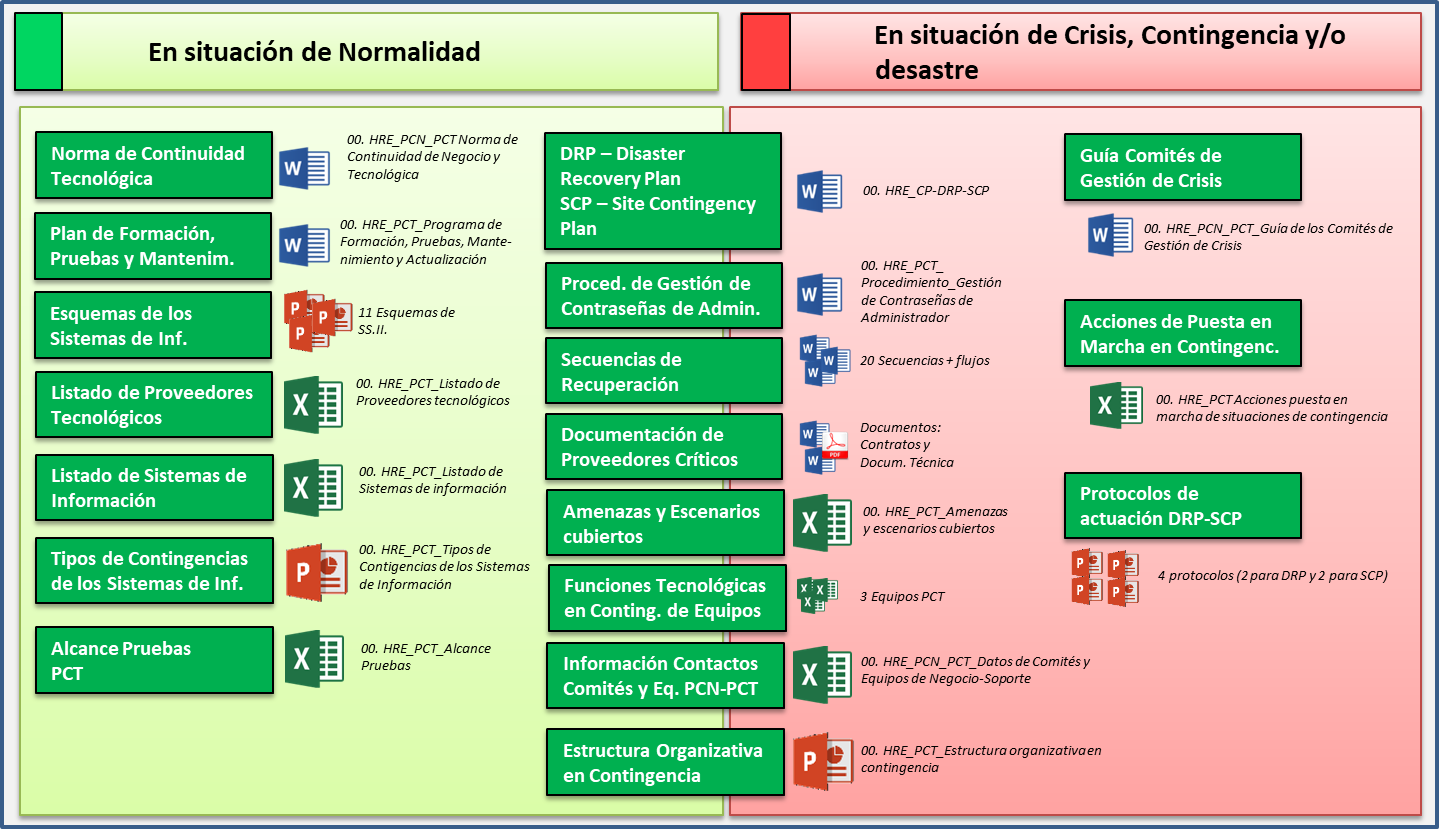 En situación de Normalidad
En situación de Crisis, Contingencia y/o
desastre
Norma de Continuidad
Tecnológica
00. HRE_PCN_PCT Norma de
Continuidad de Negocio y
Tecnológica
Plan de Formación,
Pruebas y Mantenim.
00. HRE_PCT_Programa de
Formación, Pruebas, Mante-
nimiento y Actualización
Esquemas de los
Sistemas de Inf.
11 Esquemas de
SS.II.
Listado de Proveedores
Tecnológicos
00. HRE_PCT_Listado de
Proveedores tecnológicos
Listado de Sistemas de
Información
00. HRE_PCT_Listado de
Sistemas de información
Tipos de Contingencias
de los Sistemas de Inf.
00. HRE_PCT_Tipos de
Contigencias de los Sistemas
de Información
Alcance Pruebas
PCT
00. HRE_PCT_Alcance
Pruebas
DRP – Disaster
Recovery Plan
SCP – Site Contingency
Plan
00. HRE_CP-DRP-SCP
Proced. de Gestión de
Contraseñas de Admin.
00. HRE_PCT_
Procedimiento_Gestión
de Contraseñas de
Administrador
Secuencias de
Recuperación
20 Secuencias + flujos
Documentación de
Proveedores Críticos
Documentos:
Contratos y
Docum. Técnica
Amenazas y Escenarios
cubiertos
00. HRE_PCT_Amenazas
y escenarios cubiertos
Funciones Tecnológicas
en Conting. de Equipos
3 Equipos PCT
Información Contactos
Comités y Eq. PCN-PCT
00. HRE_PCN_PCT_Datos de Comités y
Equipos de Negocio-Soporte
Estructura Organizativa
en Contingencia
00. HRE_PCT_Estructura organizativa en
contingencia
Guía Comités de
Gestión de Crisis
00. HRE_PCN_PCT_Guía de los Comités de
Gestión de Crisis
Acciones de Puesta en
Marcha en Contingenc.
00. HRE_PCT Acciones puesta en
marcha de situaciones de contingencia
Protocolos de
actuación DRP-SCP
4 protocolos (2 para DRP y 2 para SCP)